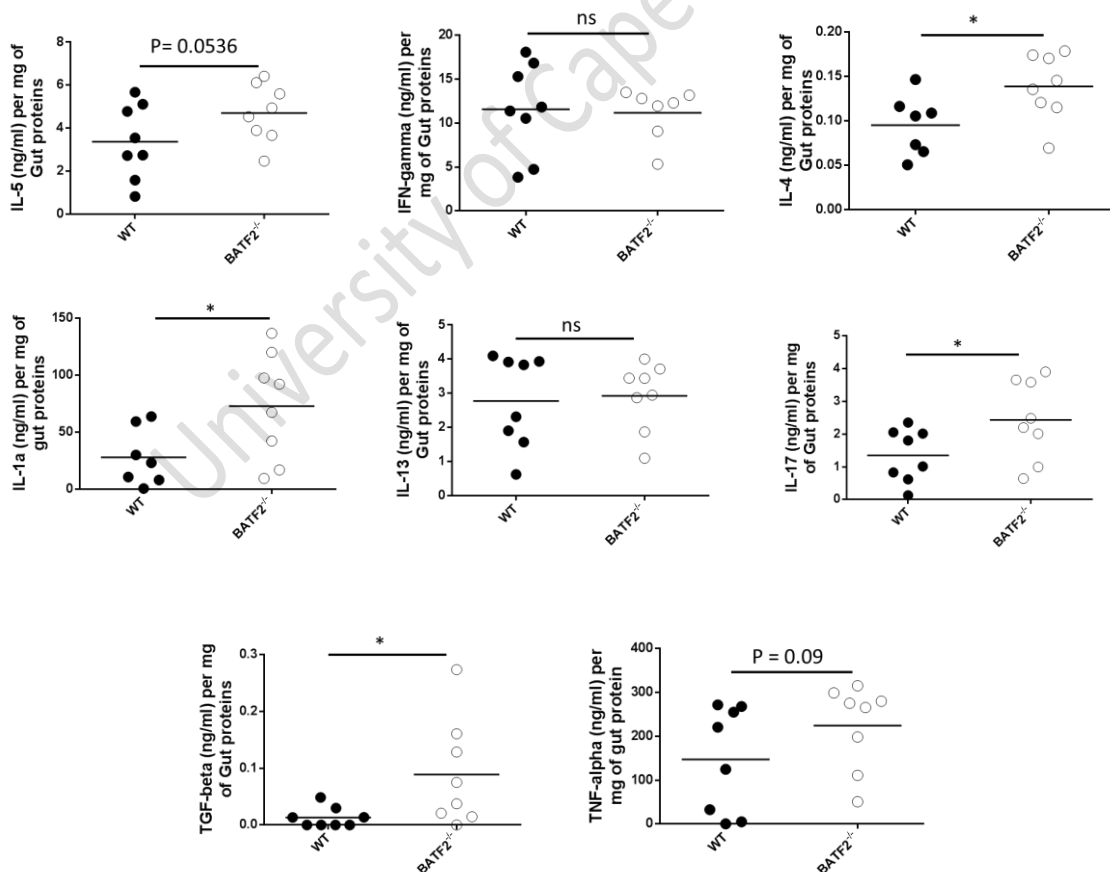 P= 0.0536
IL-5 (ng/ml) per mg of
Gut proteins
8
6
4
2
0
WT
BATF2-/-
ns
IFN-gamma (ng/ml) per
mg of Gut proteins
20
15
10
5
0
WT
BATF2-/-
*
IL-4 (ng/ml) per mg of
Gut proteins
0.20
0.15
0.10
0.05
0.00
WT
BATF2-/-
*
IL-1a (ng/ml) per mg of
gut proteins
150
100
50
0
WT
BATF2-/-
ns
IL-13 (ng/ml) per mg of
Gut proteins
5
4
3
2
1
0
WT
BATF2-/-
*
IL-17 (ng/ml) per mg
of Gut proteins
5
4
3
2
1
0
WT
BATF2-/-
*
TGF-beta (ng/ml) per mg
of Gut proteins
0.3
0.2
0.1
0.0
WT
BATF2-/-
P = 0.09
TNF-alpha (ng/ml) per
mg of gut protein
400
300
200
100
0
WT
BATF2-/-
University of Cape